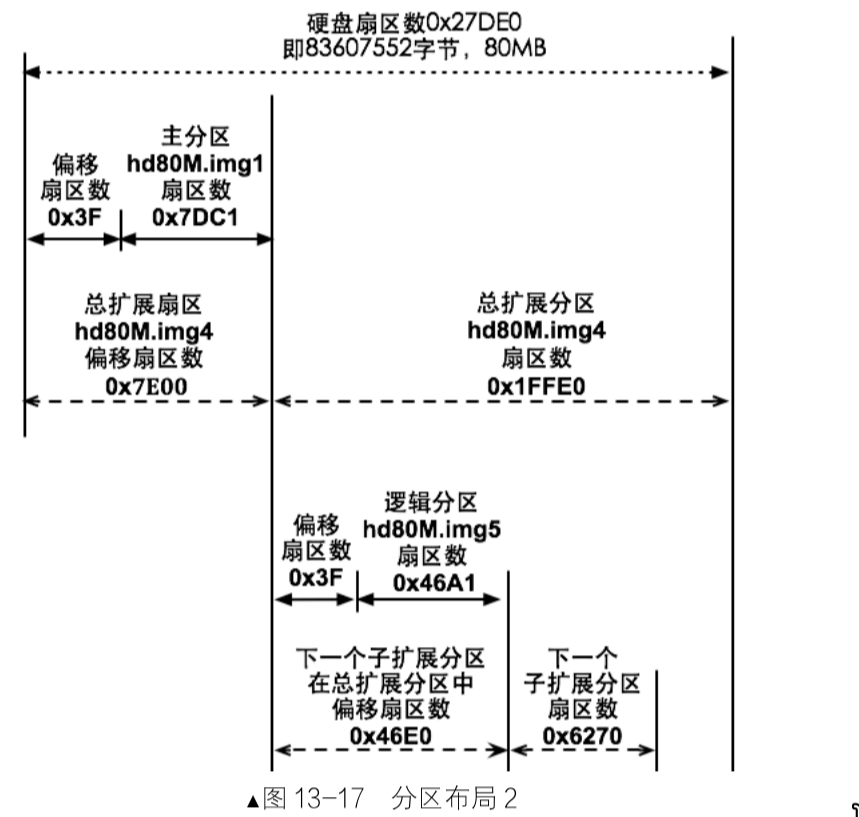 硬盘扇区数0x27DE0
即83607552字节，80MB
偏移
扇区数
0x3F
主分区
hd80M.img1
扇区数
0x7DC1
总扩展扇区
hd80M.img4
偏移扇区数
0x7E00
总扩展分区
hd80M.img4
扇区数
0x1FFE0
偏移
扇区数
0x3F
逻辑分区
hd80M.img5
扇区数
0x46A1
下一个子扩展分区
在总扩展分区中
偏移扇区数
0x46E0
下一个
子扩展分区
扇区数
0x6270
▲图 13-17 分区布局 2